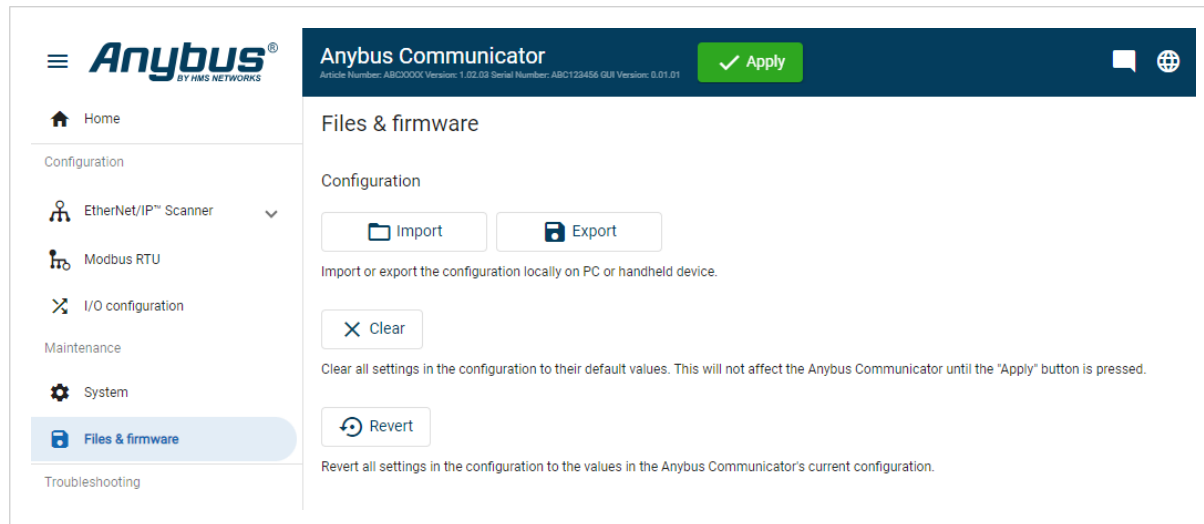 Anybus®
BY HMS NETWORKS
Anybus Communicator
Article Number: ABCXXXX Version: 1.02.03 Serial Number: ABC123456 GUI Version: 0.01.01
Apply
Home
Configuration
EtherNet/IP™ Scanner
Modbus RTU
I/O configuration
Maintenance
System
Files & firmware
Troubleshooting
Files & firmware
Configuration
Import
Export
Import or export the configuration locally on PC or handheld device.
Clear
Clear all settings in the configuration to their default values. This will not affect the Anybus Communicator until the "Apply" button is pressed.
Revert
Revert all settings in the configuration to the values in the Anybus Communicator's current configuration.